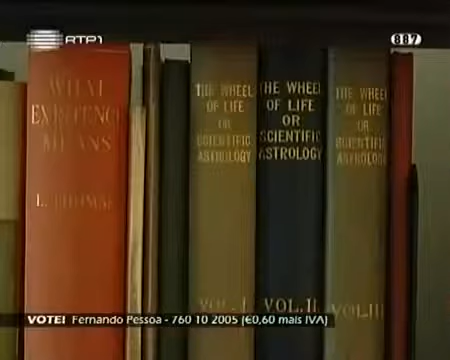 RTP1
887
WHAT
EXISTENCE
MEANS
THE WHEEL
OF LIFE
OR
SCIENTIFIC
ASTROLOGY
VOL. I
THE WHEEL
OF LIFE
OR
SCIENTIFIC
ASTROLOGY
VOL. II
THE WHEEL
OF LIFE
OR
SCIENTIFIC
ASTROLOGY
VOL. III
VOTE! Fernando Pessoa - 760 10 2005 (€0,60 mais IVA)